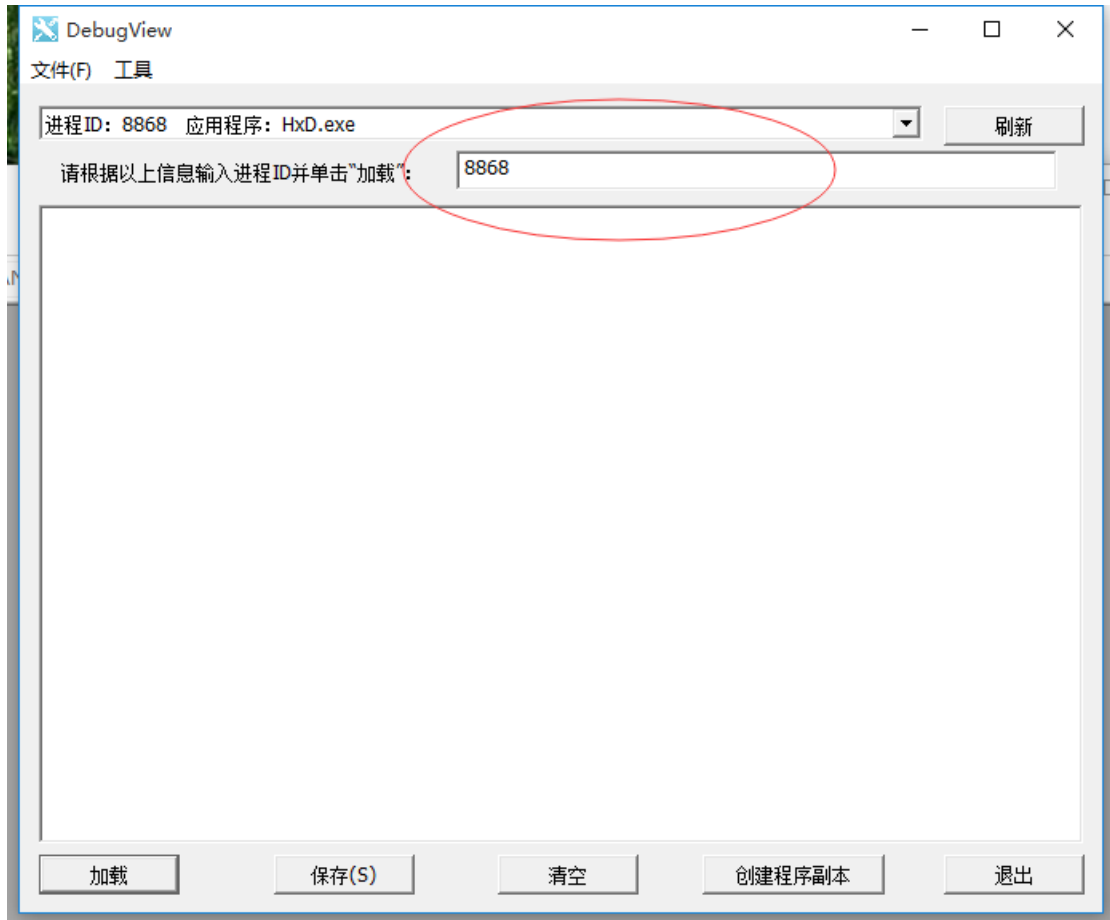 DebugView
文件(F) 工具
进程ID: 8868 应用程序: HxD.exe
刷新
请根据以上信息输入进程ID并单击"加载":
8868
加载 保存(S) 清空 创建程序副本 退出